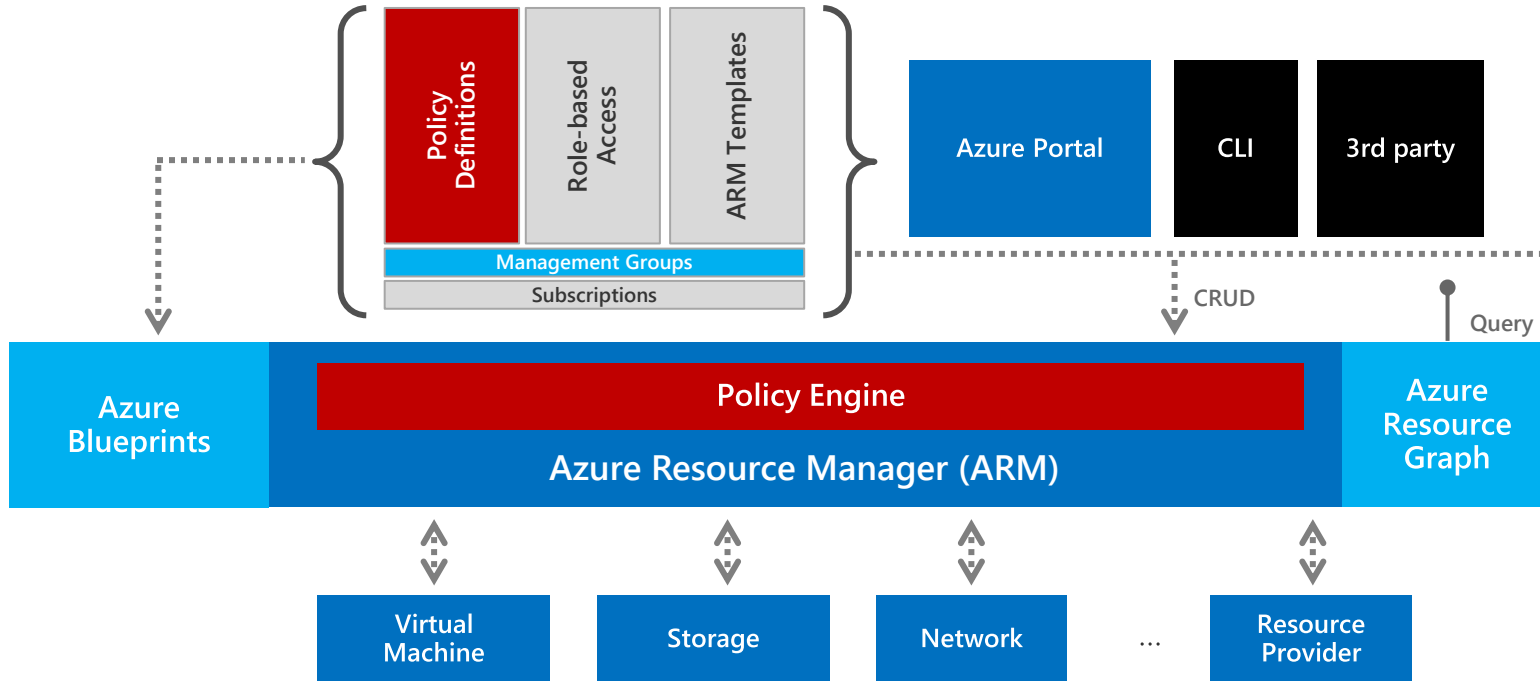 Policy
Definitions
Role-based
Access
ARM Templates
Management Groups
Subscriptions
Azure Portal
CLI
3rd party
CRUD
Query
Azure
Blueprints
Policy Engine
Azure Resource Manager (ARM)
Azure
Resource
Graph
Virtual
Machine
Storage
Network
...
Resource
Provider